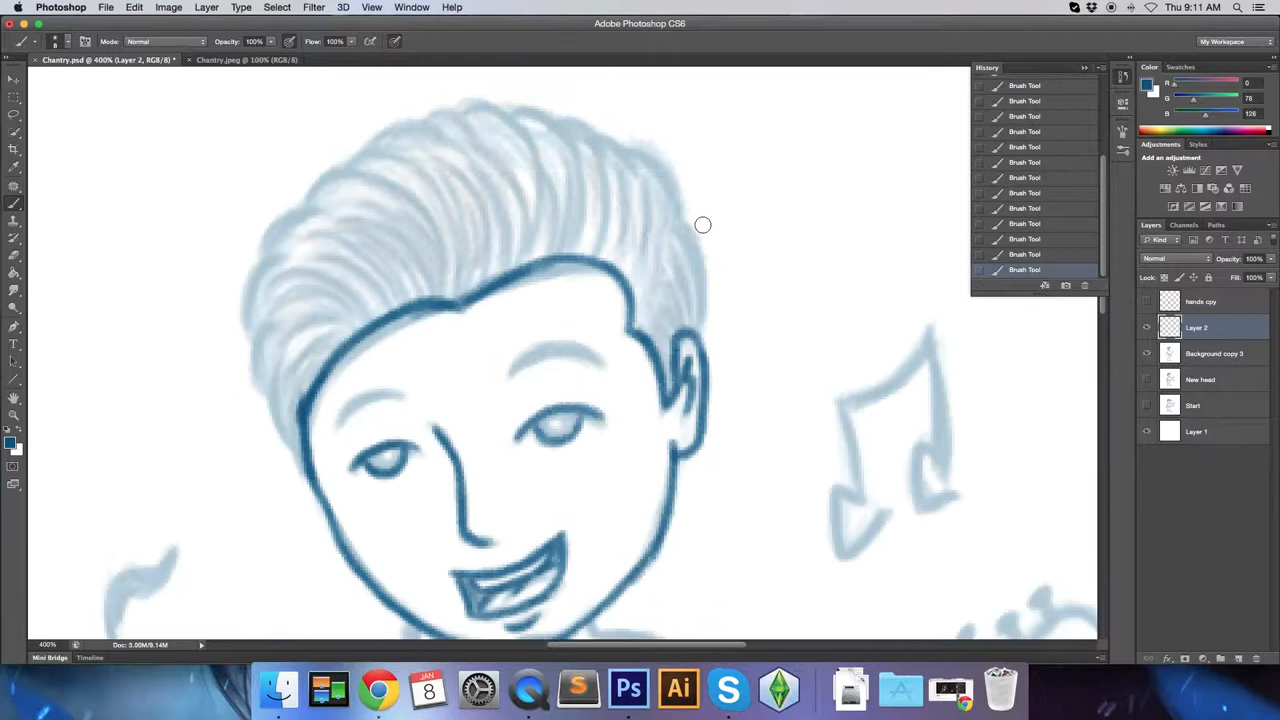 Photoshop File Edit Image Layer Type Select Filter 3D View Window Help
Thu 9:11 AM
Adobe Photoshop CS6
8
Mode: Normal
Opacity: 100%
Flow: 100%
My Workspace
× Chantry.psd @ 400% (Layer 2, RGB/8) *
× Chantry.jpeg @ 100% (RGB/8)
History
Brush Tool
Brush Tool
Brush Tool
Brush Tool
Brush Tool
Brush Tool
Brush Tool
Brush Tool
Brush Tool
Brush Tool
Brush Tool
Brush Tool
Brush Tool
Color Swatches
R 0
G 78
B 126
Adjustments Styles
Add an adjustment
Layers Channels Paths
Kind
Normal Opacity: 100%
Lock: Fill: 100%
hands cpy
Layer 2
Background copy 3
New head
Start
Layer 1
400% Doc: 3.00M/9.14M
Mini Bridge Timeline
JAN
8
S
Ps
Ai
S